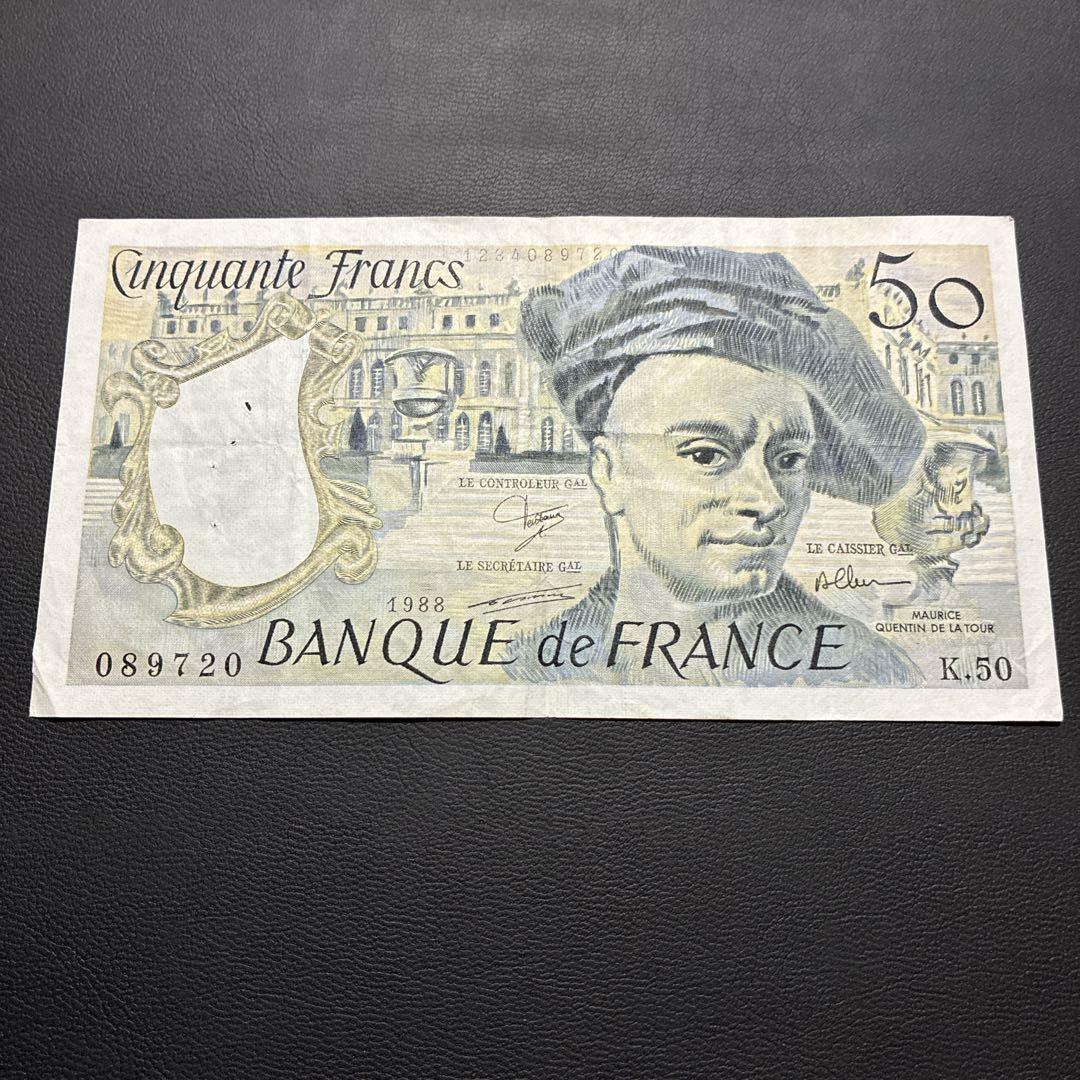 Cinquante Francs
1234089720
50
LE CONTROLEUR GAL
LE SECRÉTAIRE GAL
LE CAISSIER GAL
1988
MAURICE
QUENTIN DE LA TOUR
089720
BANQUE de FRANCE
K.50